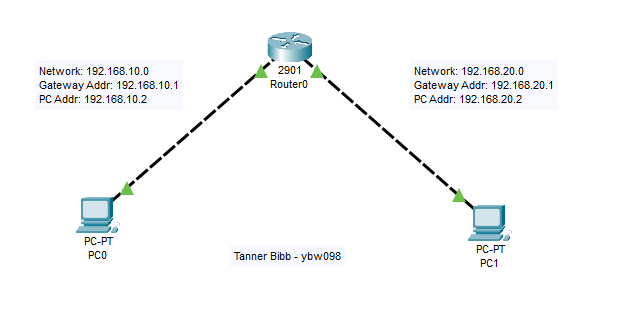 Network: 192.168.10.0
Gateway Addr: 192.168.10.1
PC Addr: 192.168.10.2
2901
Router0
Network: 192.168.20.0
Gateway Addr: 192.168.20.1
PC Addr: 192.168.20.2
PC-PT
PC0
Tanner Bibb - ybw098
PC-PT
PC1